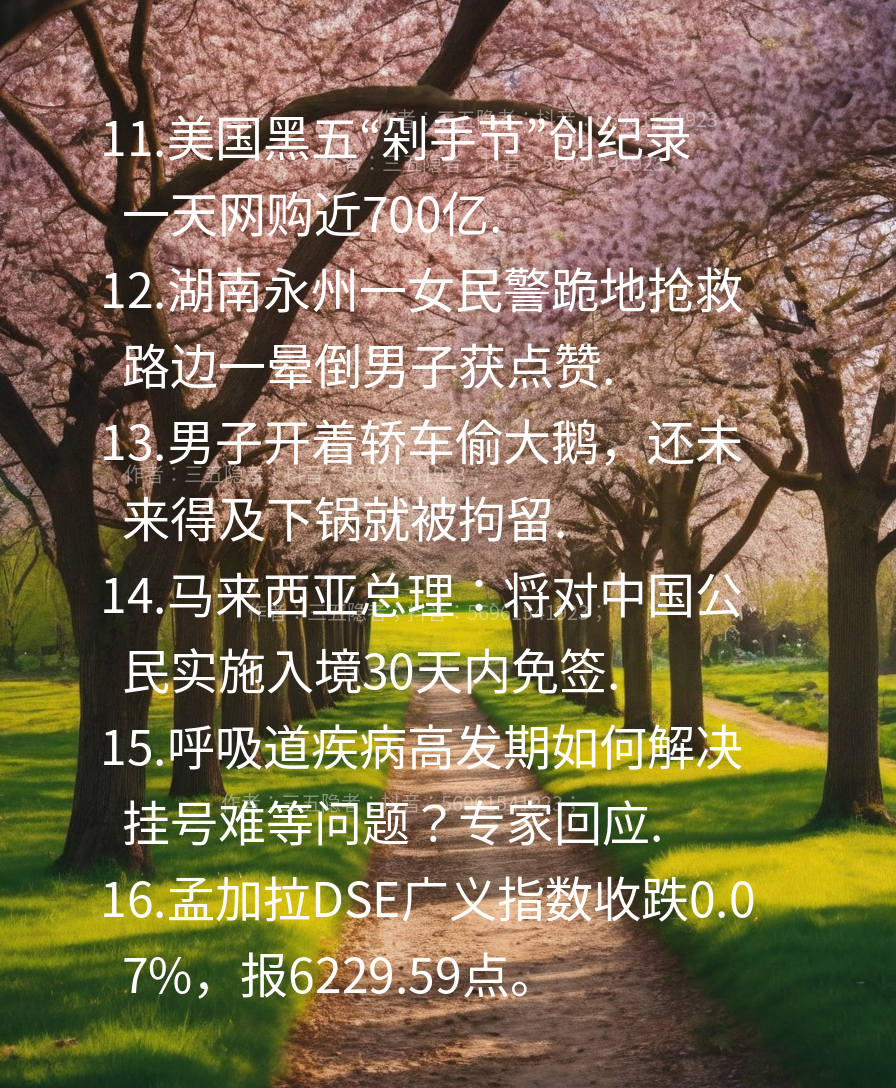 11.美国黑五“剁手节”创纪录
一天网购近700亿.
12.湖南永州一女民警跪地抢救
路边一晕倒男子获点赞.
13.男子开着轿车偷大鹅，还未
来得及下锅就被拘留.
14.马来西亚总理：将对中国公
民实施入境30天内免签.
15.呼吸道疾病高发期如何解决
挂号难等问题？专家回应.
16.孟加拉DSE广义指数收跌0.0
7%，报6229.59点。